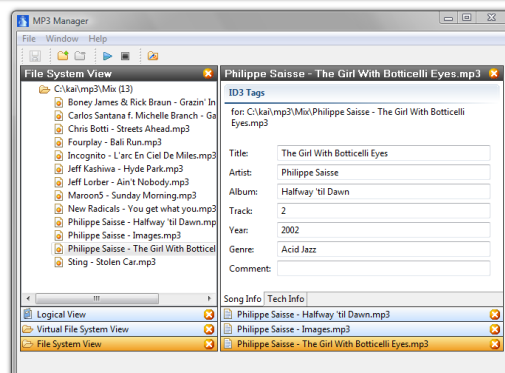 MP3 Manager
File Window Help
File System View
C:\kai\mp3\Mix (13)
Boney James & Rick Braun - Grazin' In
Carlos Santana f. Michelle Branch - Ga
Chris Botti - Streets Ahead.mp3
Fourplay - Bali Run.mp3
Incognito - L'arc En Ciel De Miles.mp3
Jeff Kashiwa - Hyde Park.mp3
Jeff Lorber - Ain't Nobody.mp3
Maroon5 - Sunday Morning.mp3
New Radicals - You get what you.mp3
Philippe Saisse - Halfway 'til Dawn.mp
Philippe Saisse - Images.mp3
Philippe Saisse - The Girl With Botticel
Sting - Stolen Car.mp3
Logical View
Virtual File System View
File System View
Philippe Saisse - The Girl With Botticelli Eyes.mp3
ID3 Tags
for: C:\kai\mp3\Mix\Philippe Saisse - The Girl With Botticelli
Eyes.mp3
Title: The Girl With Botticelli Eyes
Artist: Philippe Saisse
Album: Halfway 'til Dawn
Track: 2
Year: 2002
Genre: Acid Jazz
Comment:
Song Info Tech Info
Philippe Saisse - Halfway 'til Dawn.mp3
Philippe Saisse - Images.mp3
Philippe Saisse - The Girl With Botticelli Eyes.mp3